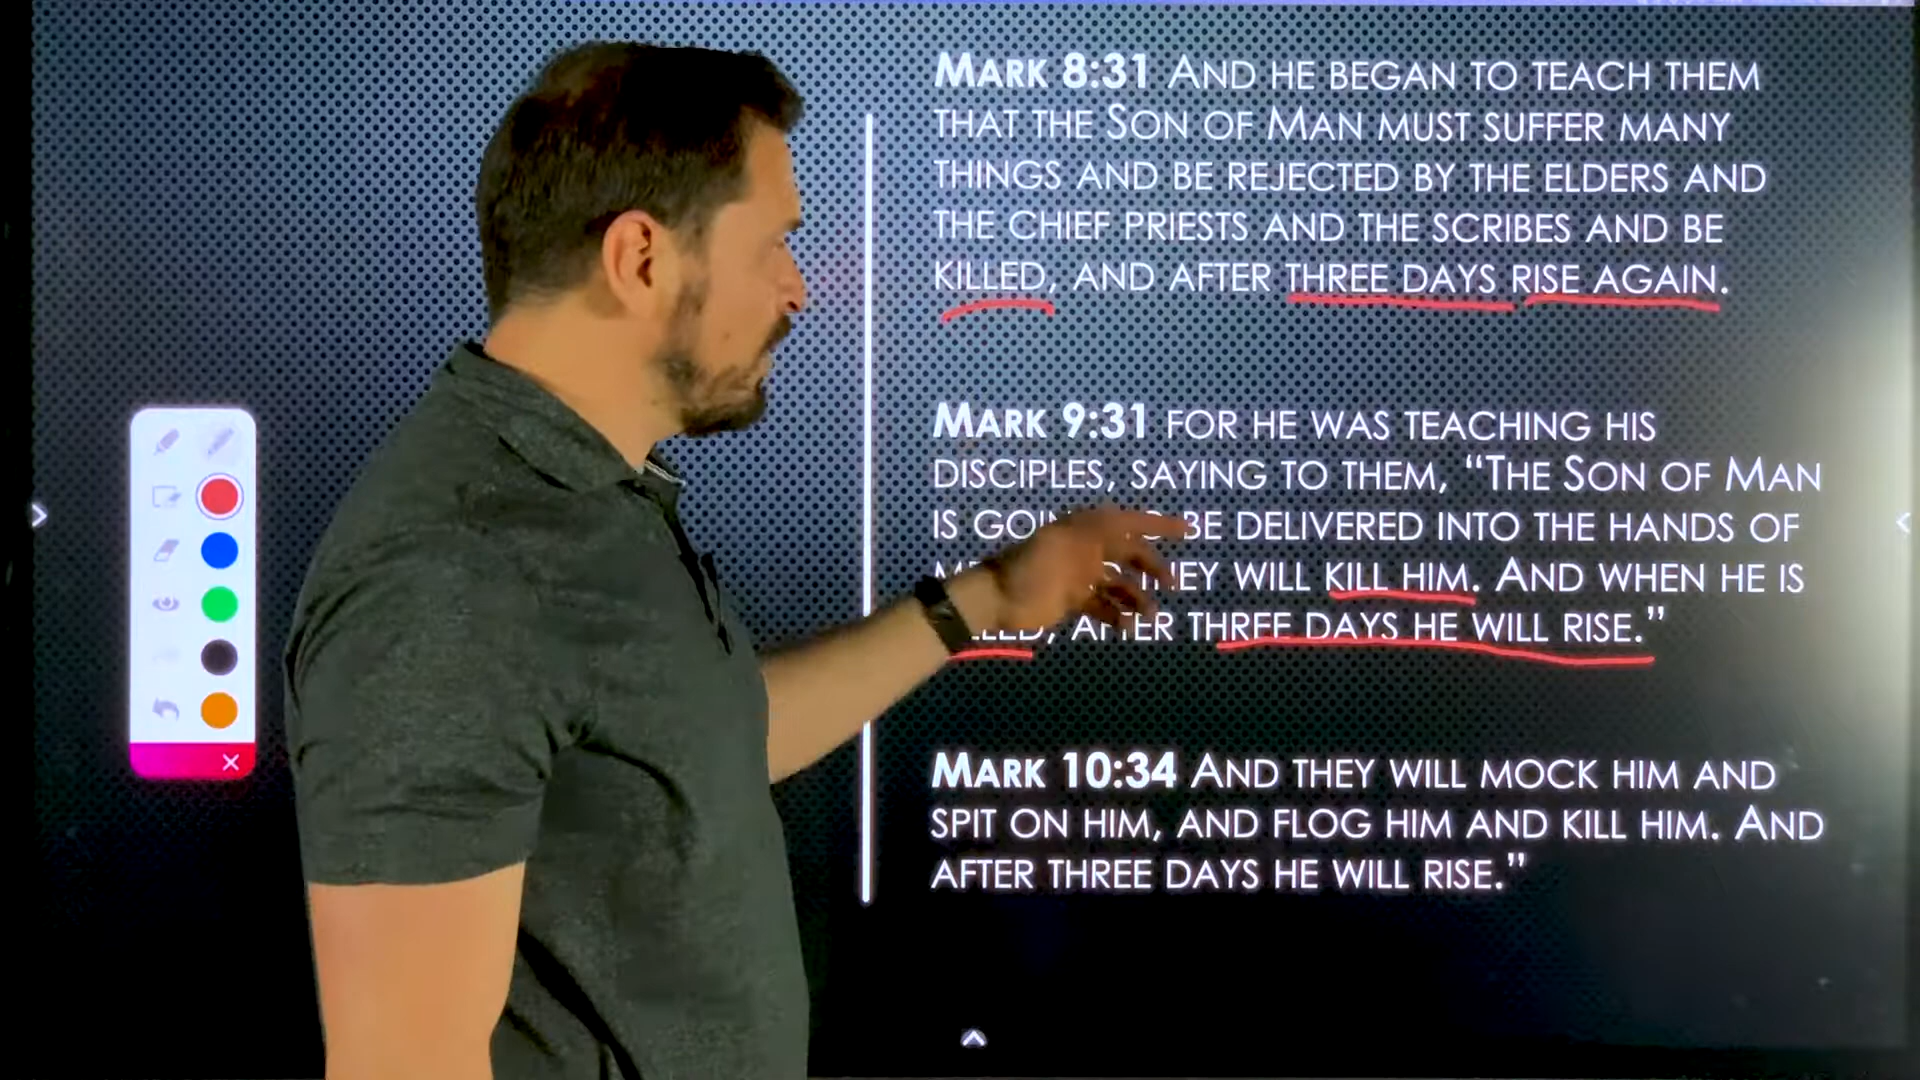 MARK 8:31 AND HE BEGAN TO TEACH THEM
THAT THE SON OF MAN MUST SUFFER MANY
THINGS AND BE REJECTED BY THE ELDERS AND
THE CHIEF PRIESTS AND THE SCRIBES AND BE
KILLED, AND AFTER THREE DAYS RISE AGAIN.
MARK 9:31 FOR HE WAS TEACHING HIS
DISCIPLES, SAYING TO THEM, “THE SON OF MAN
IS BE DELIVERED INTO THE HANDS OF
THEY WILL KILL HIM. AND WHEN HE IS
AFTER THREE DAYS HE WILL RISE.”
MARK 10:34 AND THEY WILL MOCK HIM AND
SPIT ON HIM, AND FLOG HIM AND KILL HIM. AND
AFTER THREE DAYS HE WILL RISE.”